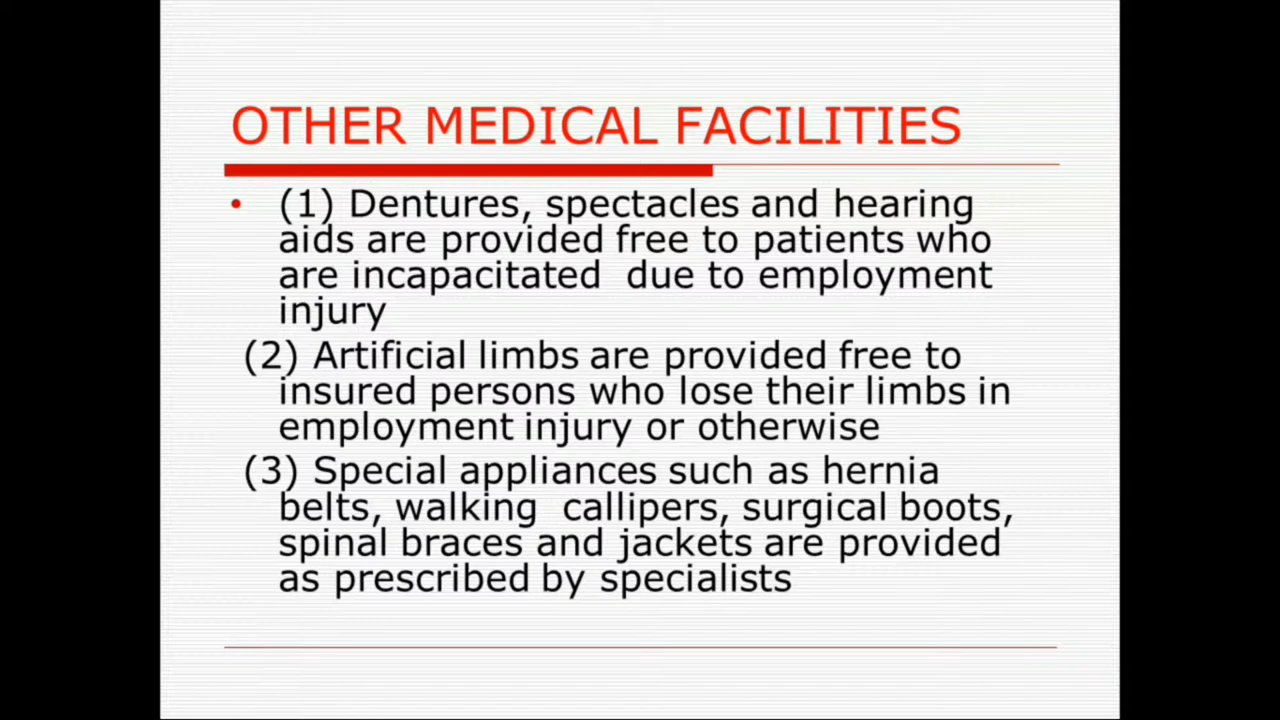 OTHER MEDICAL FACILITIES
• (1) Dentures, spectacles and hearing
aids are provided free to patients who
are incapacitated due to employment
injury
(2) Artificial limbs are provided free to
insured persons who lose their limbs in
employment injury or otherwise
(3) Special appliances such as hernia
belts, walking callipers, surgical boots,
spinal braces and jackets are provided
as prescribed by specialists